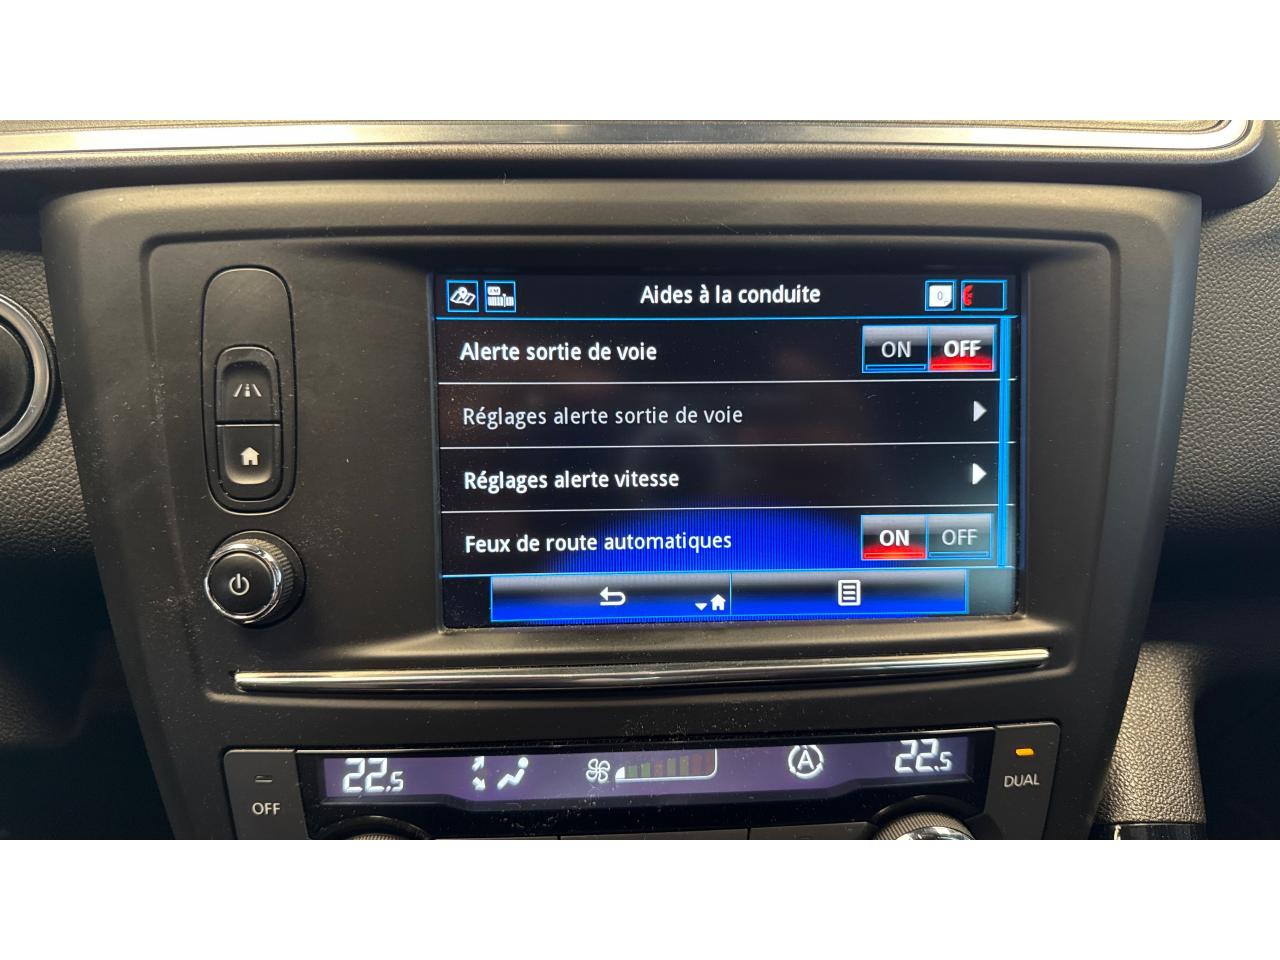 Aides à la conduite
0
Alerte sortie de voie ON OFF
Réglages alerte sortie de voie
Réglages alerte vitesse
Feux de route automatiques ON OFF
22.5 A 22.5
OFF DUAL